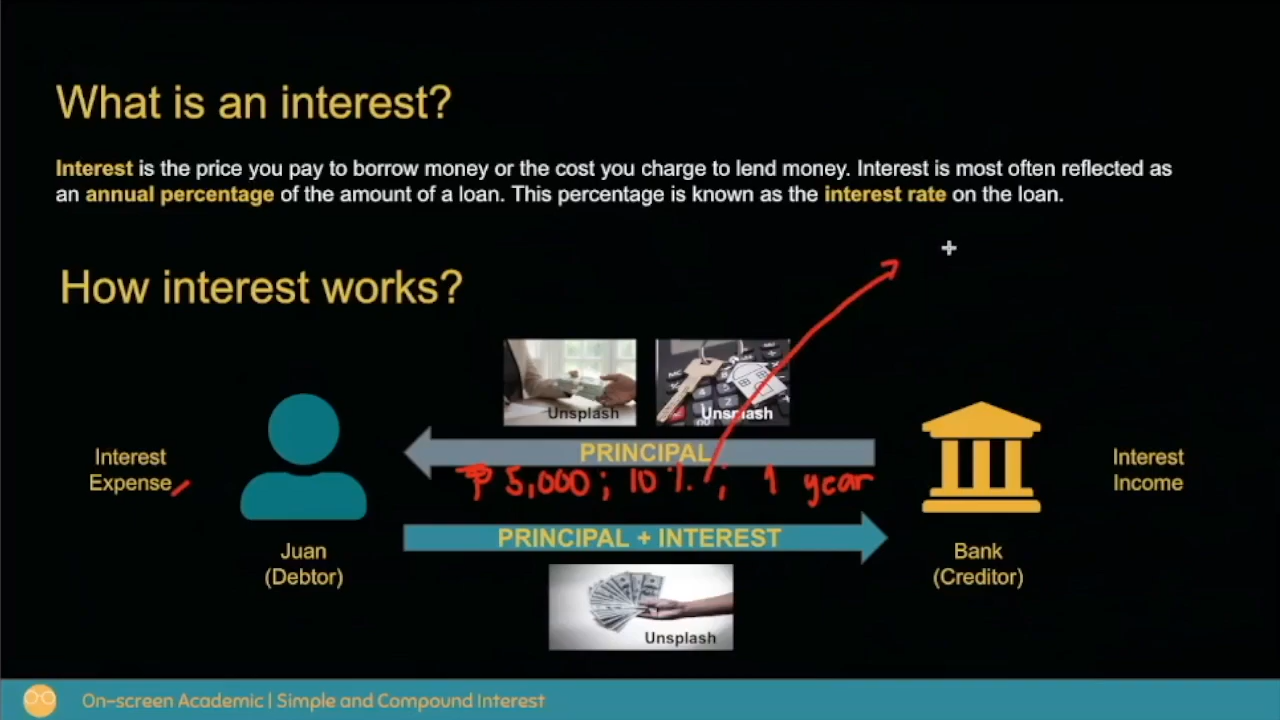 What is an interest?
Interest is the price you pay to borrow money or the cost you charge to lend money. Interest is most often reflected as
an annual percentage of the amount of a loan. This percentage is known as the interest rate on the loan.
How interest works?
Unsplash
Unsplash
PRINCIPAL
₱ 5,000 ; 10 % ; 1 year
Interest
Expense
Interest
Income
PRINCIPAL + INTEREST
Juan
(Debtor)
Bank
(Creditor)
Unsplash
On-screen Academic | Simple and Compound Interest